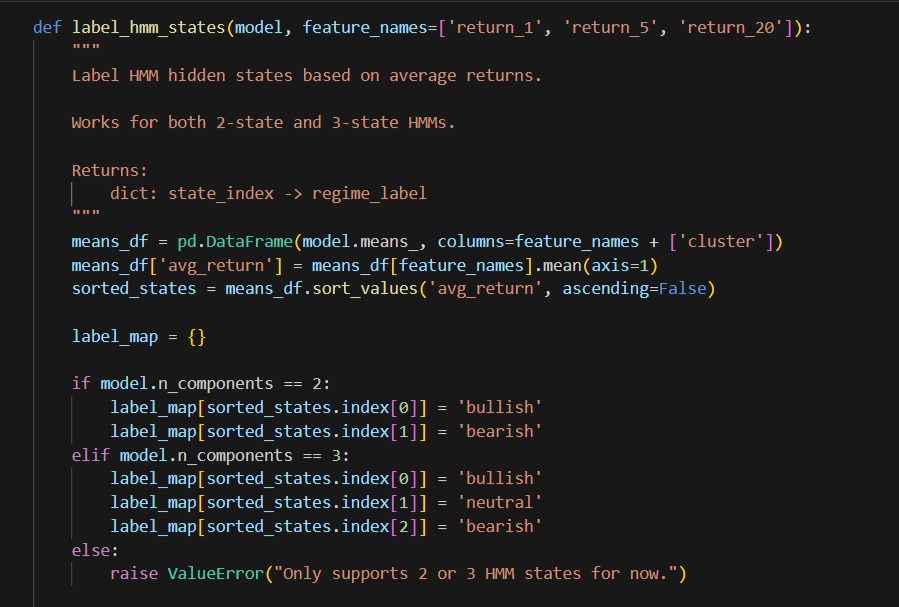 def label_hmm_states(model, feature_names=['return_1', 'return_5', 'return_20']):
    """
    Label HMM hidden states based on average returns.

    Works for both 2-state and 3-state HMMs.

    Returns:
        dict: state_index -> regime_label
    """
    means_df = pd.DataFrame(model.means_, columns=feature_names + ['cluster'])
    means_df['avg_return'] = means_df[feature_names].mean(axis=1)
    sorted_states = means_df.sort_values('avg_return', ascending=False)

    label_map = {}

    if model.n_components == 2:
        label_map[sorted_states.index[0]] = 'bullish'
        label_map[sorted_states.index[1]] = 'bearish'
    elif model.n_components == 3:
        label_map[sorted_states.index[0]] = 'bullish'
        label_map[sorted_states.index[1]] = 'neutral'
        label_map[sorted_states.index[2]] = 'bearish'
    else:
        raise ValueError("Only supports 2 or 3 HMM states for now.")